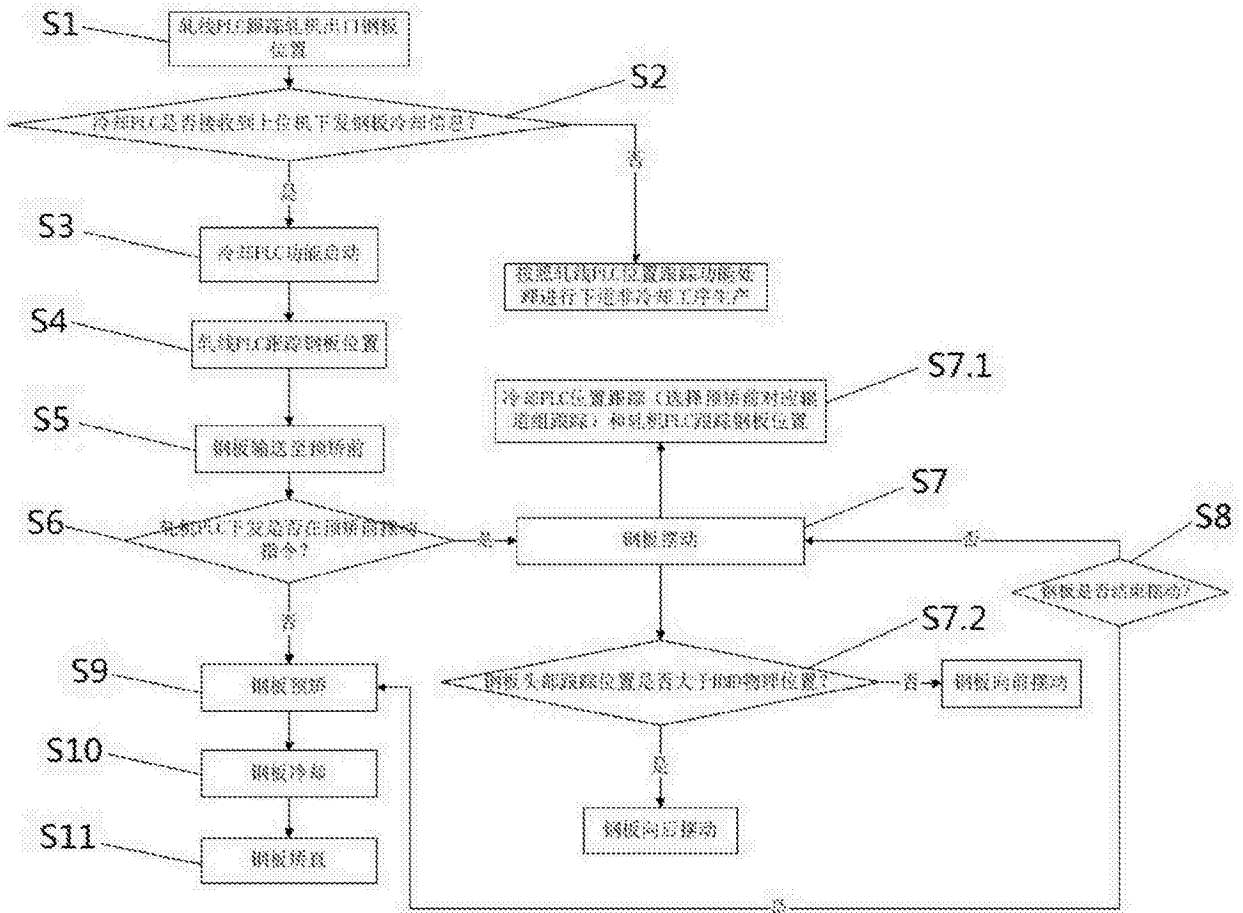 S1
轧线PLC跟踪轧机出口钢板
位置
S2
冷却PLC是否接收到上位机下发钢板冷却信息?
是
否
S3
冷却PLC功能启动
按照轧线PLC位置跟踪功能处
理进行下道非冷却工序生产
S4
轧线PLC跟踪钢板位置
S7.1
冷却PLC位置跟踪(选择预矫前对应辊
道组跟踪)和轧机PLC跟踪钢板位置
S5
钢板输送至预矫前
S6
轧机PLC下发是否在预矫前摆动
指令?
是
S7
钢板摆动
否
S8
钢板是否结束摆动?
否
S7.2
钢板头部跟踪位置是否大于HMD物理位置?
否
钢板向前摆动
S9
钢板预矫
S10
钢板冷却
是
钢板向后摆动
S11
钢板矫直
是